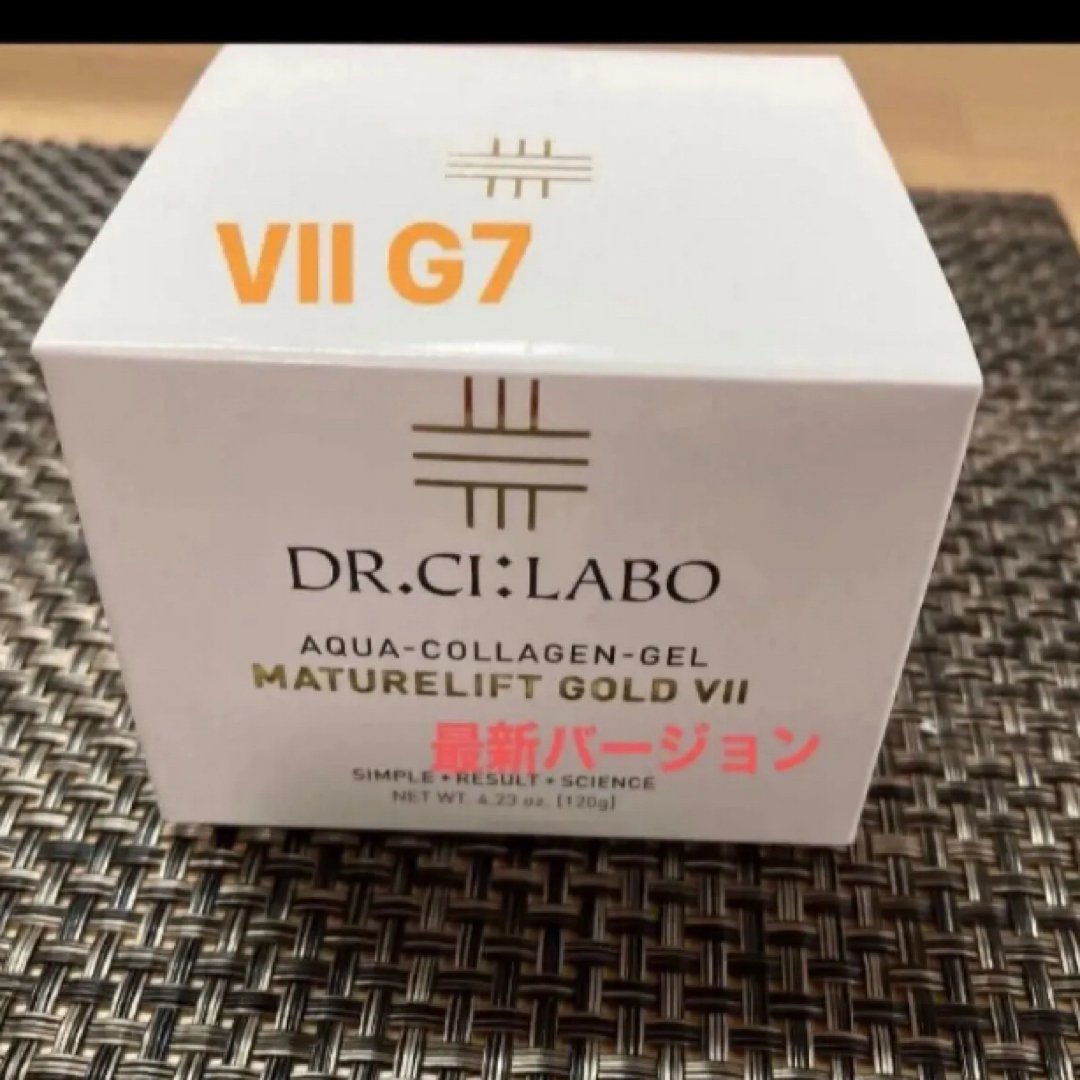 VII G7
DR.CI:LABO
AQUA-COLLAGEN-GEL
MATURELIFT GOLD VII
最新バージョン
SIMPLE + RESULT + SCIENCE
NET WT. 4.23 oz. [120g]